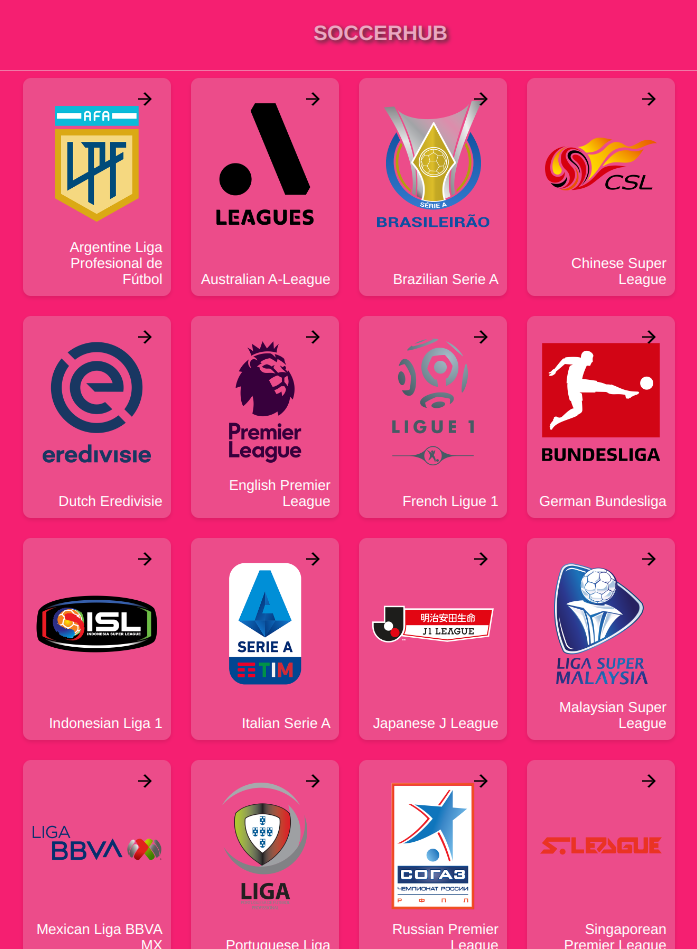 SOCCERHUB
AFA
LPF
Argentine Liga
Profesional de
Fútbol
LEAGUES
Australian A-League
SERIE A
BRASILEIRÃO
Brazilian Serie A
CSL
Chinese Super
League
e
eredivisie
Dutch Eredivisie
Premier
League
English Premier
League
LIGUE 1
French Ligue 1
BUNDESLIGA
German Bundesliga
ISL
INDONESIA SUPER LEAGUE
Indonesian Liga 1
SERIE A
TIM
Italian Serie A
明治安田生命
J1 LEAGUE
Japanese J League
LIGA SUPER
MALAYSIA
Malaysian Super
League
LIGA
BBVA
Mexican Liga BBVA
MX
LIGA
Portuguese Liga
СОГАЗ
ЧЕМПИОНАТ РОССИИ
Р Ф П Л
Russian Premier
League
S.LEAGUE
Singaporean
Premier League